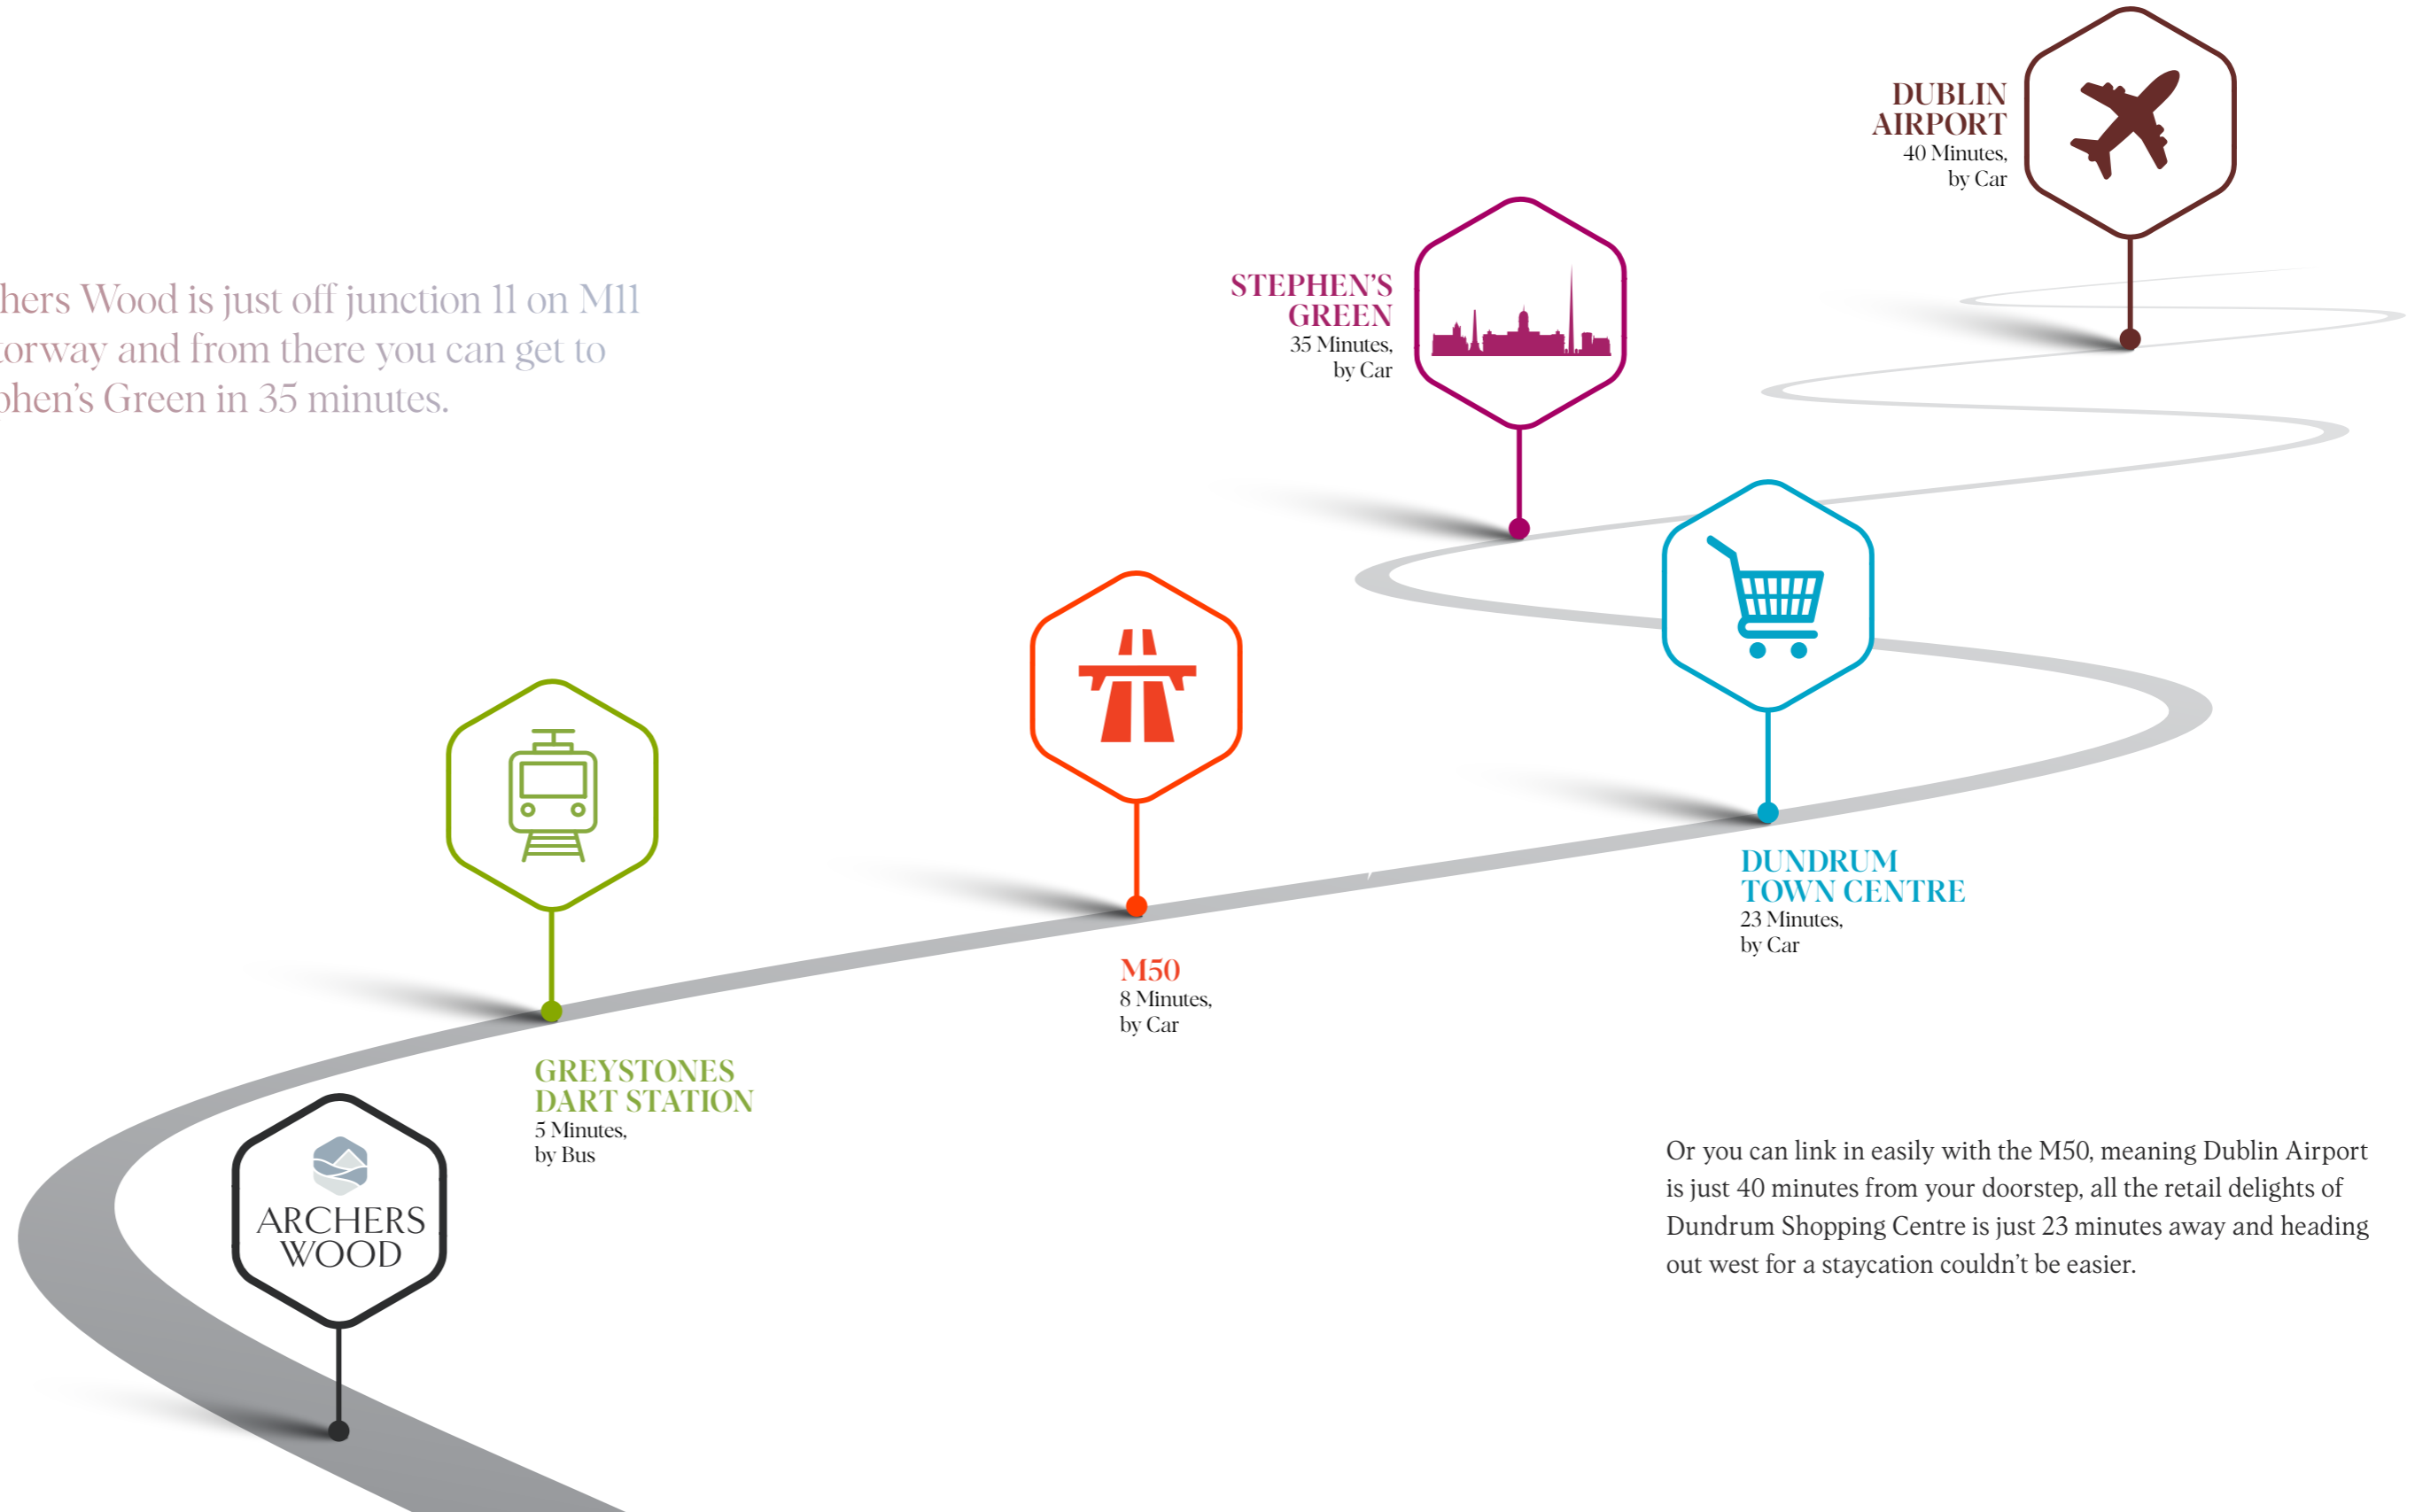 DUBLIN
AIRPORT
40 Minutes,
by Car
hers Wood is just off junction 11 on M11
torway and from there you can get to
phen's Green in 35 minutes.
STEPHEN'S
GREEN
35 Minutes,
by Car
DUNDRUM
TOWN CENTRE
23 Minutes,
by Car
M50
8 Minutes,
by Car
GREYSTONES
DART STATION
5 Minutes,
by Bus
ARCHERS
WOOD
Or you can link in easily with the M50, meaning Dublin Airport
is just 40 minutes from your doorstep, all the retail delights of
Dundrum Shopping Centre is just 23 minutes away and heading
out west for a staycation couldn't be easier.